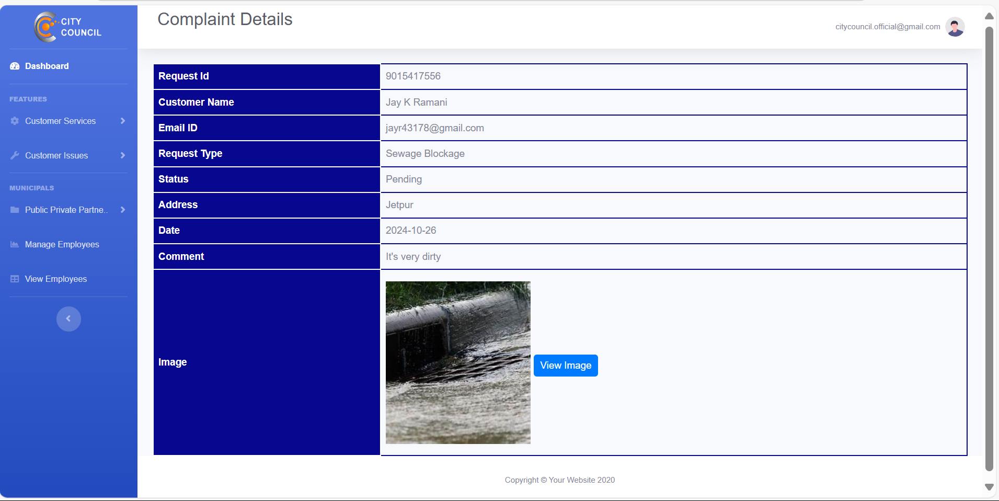 CITY
COUNCIL
Complaint Details
citycouncil.official@gmail.com
Dashboard
FEATURES
Customer Services
Customer Issues
MUNICIPALS
Public Private Partne..
Manage Employees
View Employees
Request Id 9015417556
Customer Name Jay K Ramani
Email ID jayr43178@gmail.com
Request Type Sewage Blockage
Status Pending
Address Jetpur
Date 2024-10-26
Comment It's very dirty
Image View Image
Copyright © Your Website 2020